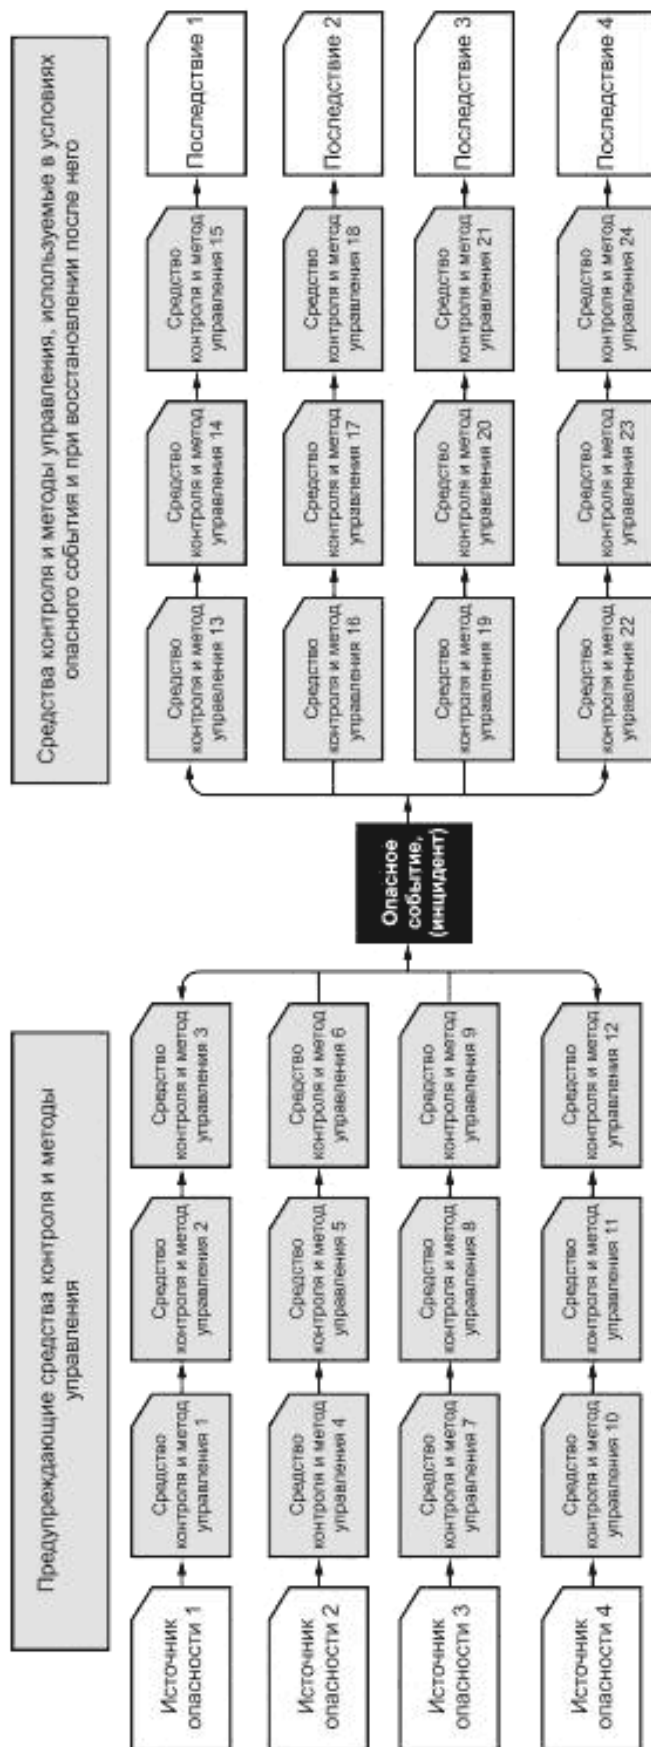 Предупреждающие средства контроля и методы
управления
Средства контроля и методы управления, используемые в условиях
опасного события и при восстановлении после него
Источник
опасности 1
Средство
контроля и метод
управления 1
Средство
контроля и метод
управления 2
Средство
контроля и метод
управления 3
Источник
опасности 2
Средство
контроля и метод
управления 4
Средство
контроля и метод
управления 5
Средство
контроля и метод
управления 6
Источник
опасности 3
Средство
контроля и метод
управления 7
Средство
контроля и метод
управления 8
Средство
контроля и метод
управления 9
Источник
опасности 4
Средство
контроля и метод
управления 10
Средство
контроля и метод
управления 11
Средство
контроля и метод
управления 12
Опасное
событие,
(инцидент)
Средство
контроля и метод
управления 13
Средство
контроля и метод
управления 14
Средство
контроля и метод
управления 15
Последствие 1
Средство
контроля и метод
управления 16
Средство
контроля и метод
управления 17
Средство
контроля и метод
управления 18
Последствие 2
Средство
контроля и метод
управления 19
Средство
контроля и метод
управления 20
Средство
контроля и метод
управления 21
Последствие 3
Средство
контроля и метод
управления 22
Средство
контроля и метод
управления 23
Средство
контроля и метод
управления 24
Последствие 4